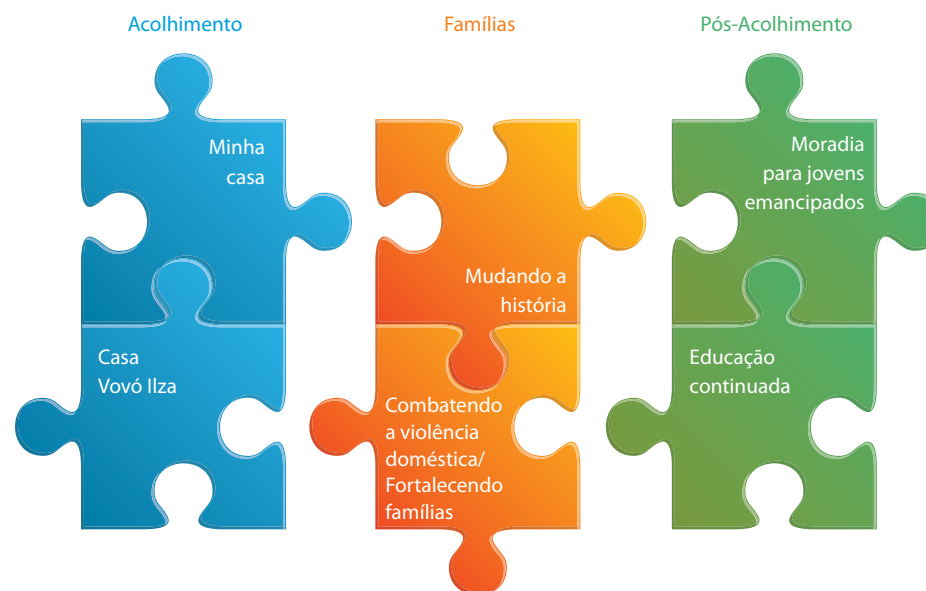 Acolhimento
Minha
casa
Casa
Vovó Ilza
Famílias
Mudando a
história
Combatendo
a violência
doméstica/
Fortalecendo
famílias
Pós-Acolhimento
Moradia
para jovens
emancipados
Educação
continuada